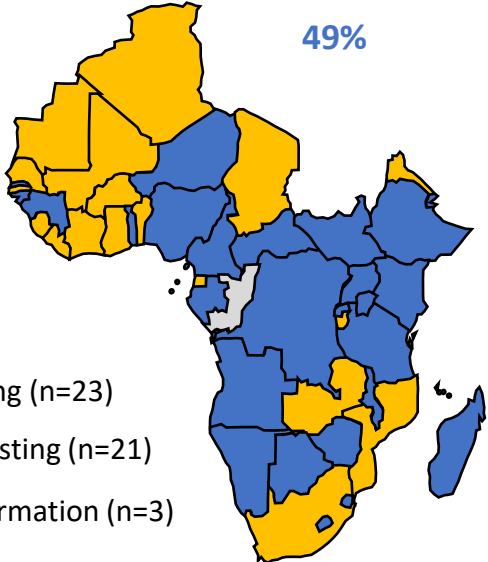 49%
ng (n=23)
sting (n=21)
rmation (n=3)